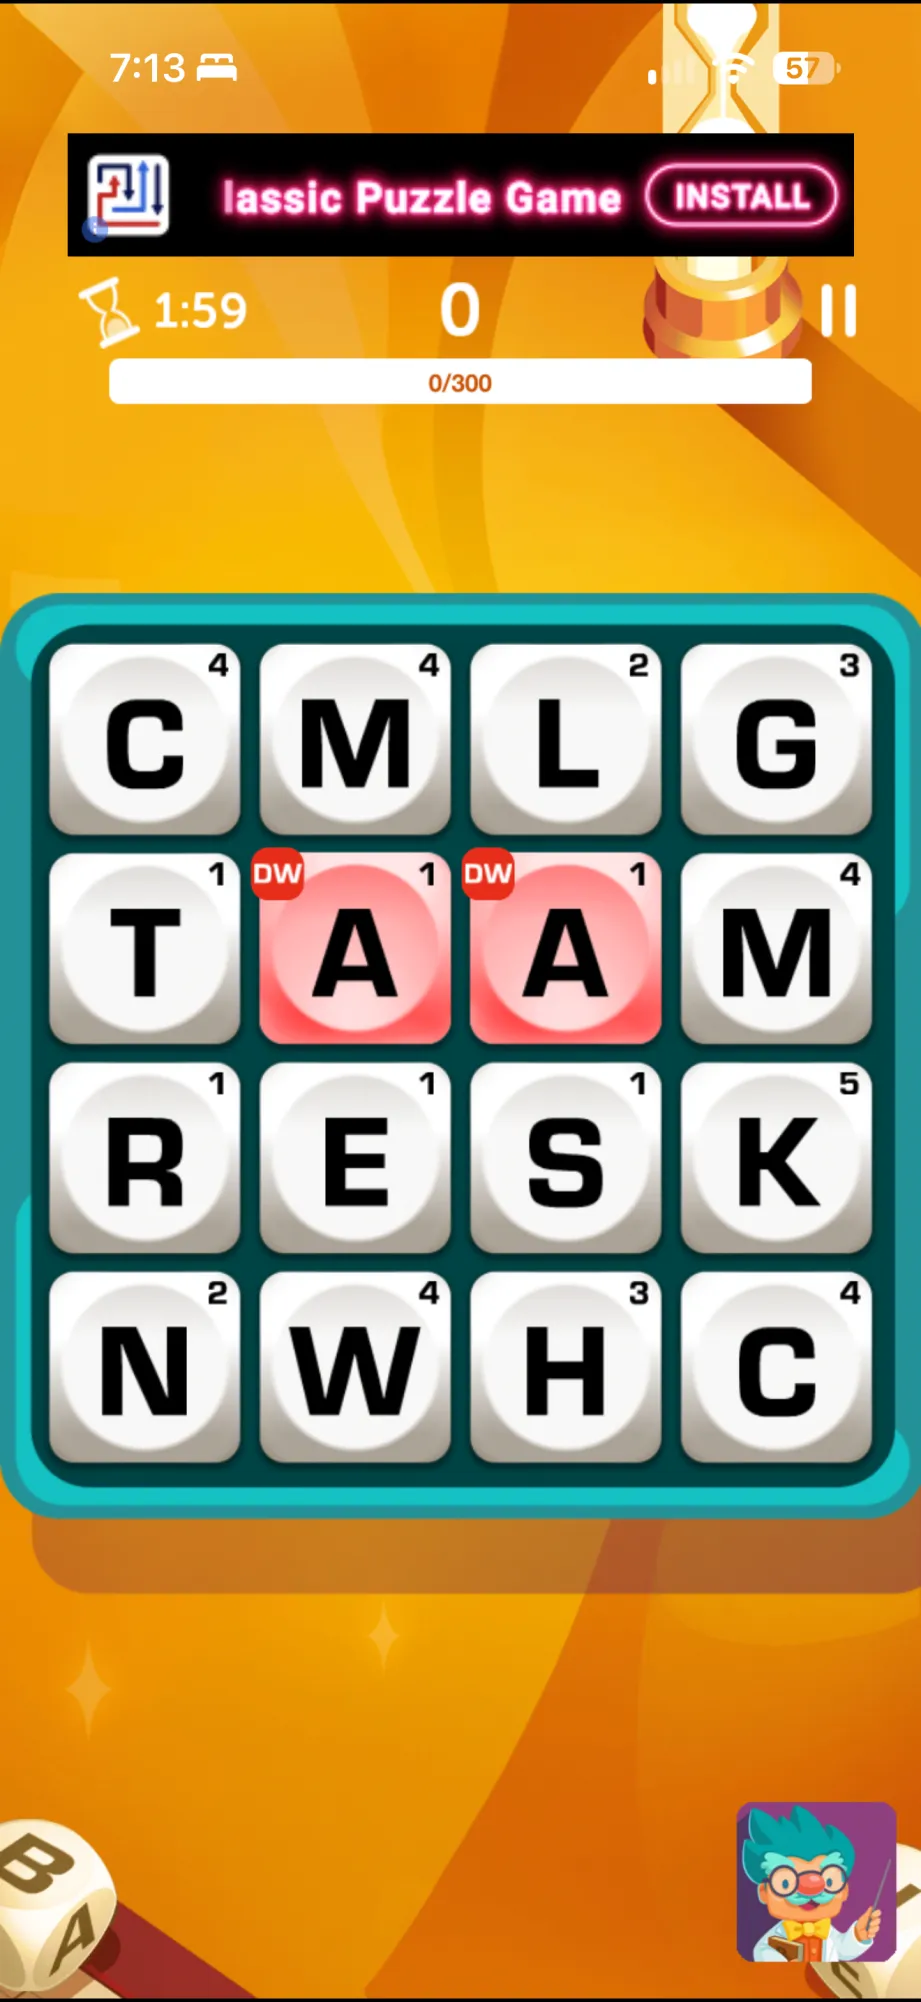 7:13
57
lassic Puzzle Game INSTALL
1:59 0
0/300
C 4 M 4 L 2 G 3
T 1 DW A 1 DW A 1 M 4
R 1 E 1 S 1 K 5
N 2 W 4 H 3 C 4
B
A